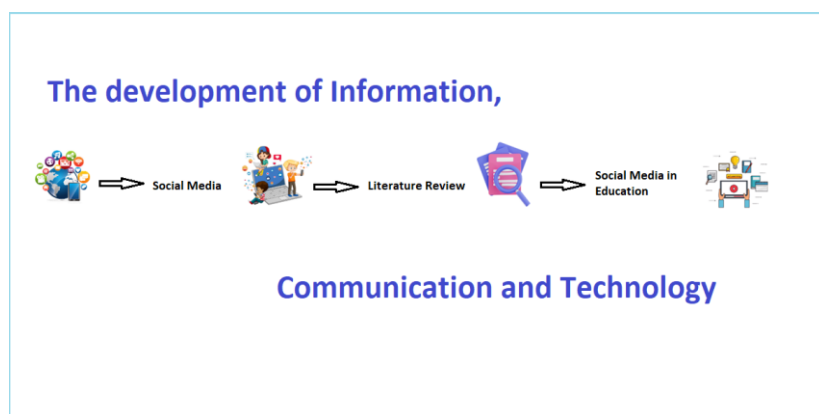 The development of Information,
Social Media
Literature Review
Social Media in
Education
Communication and Technology